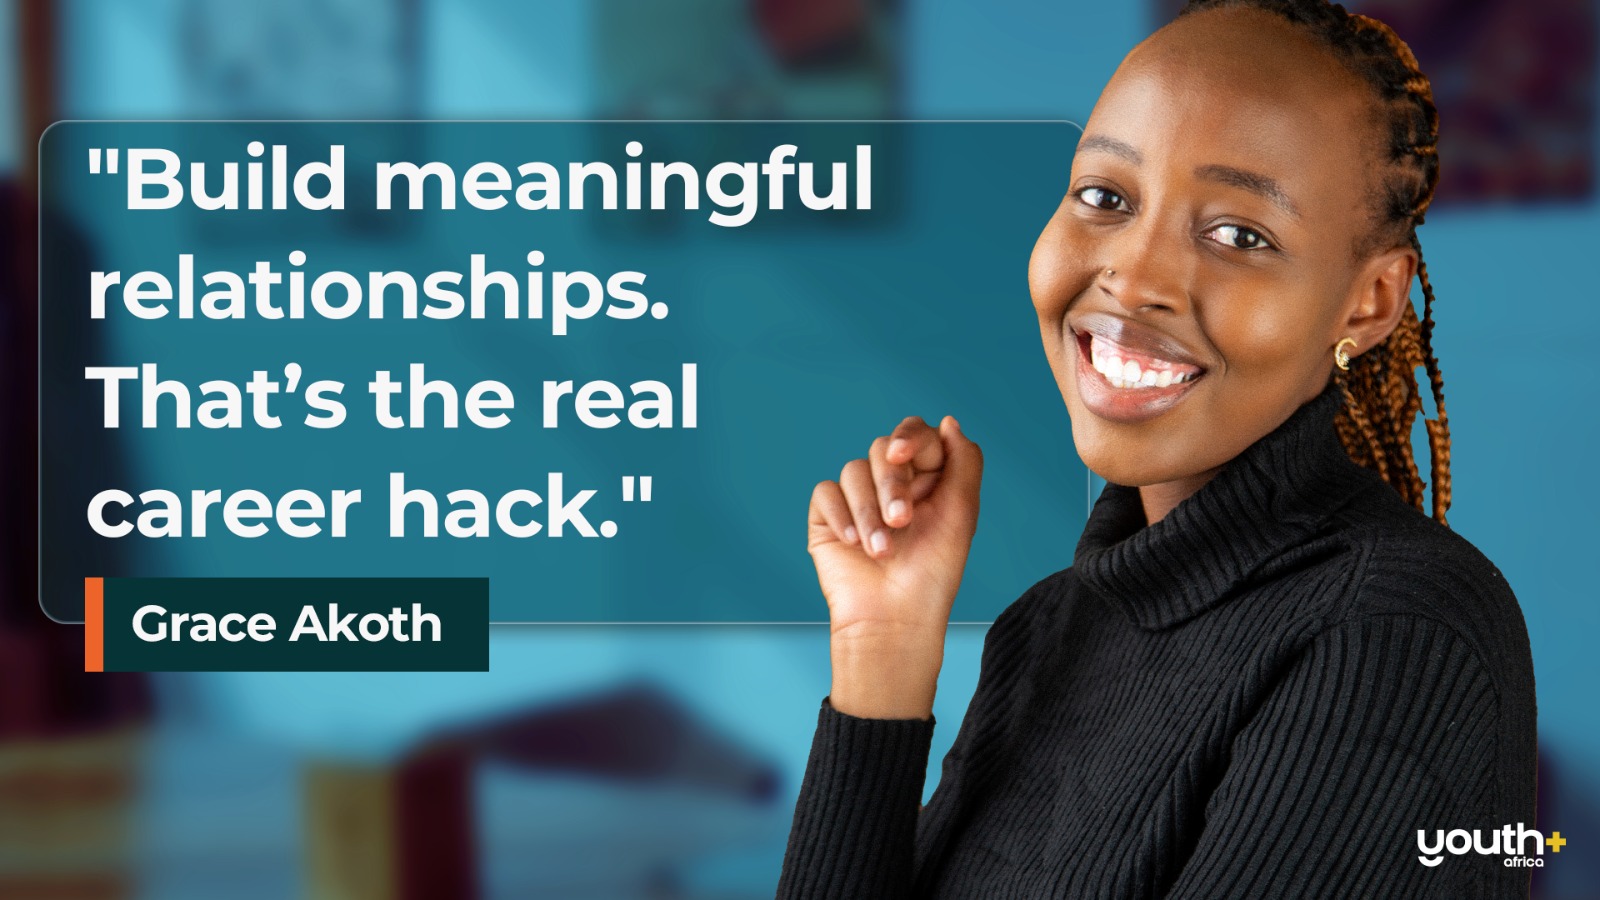 "Build meaningful
relationships.
That’s the real
career hack."
Grace Akoth
youth+
africa